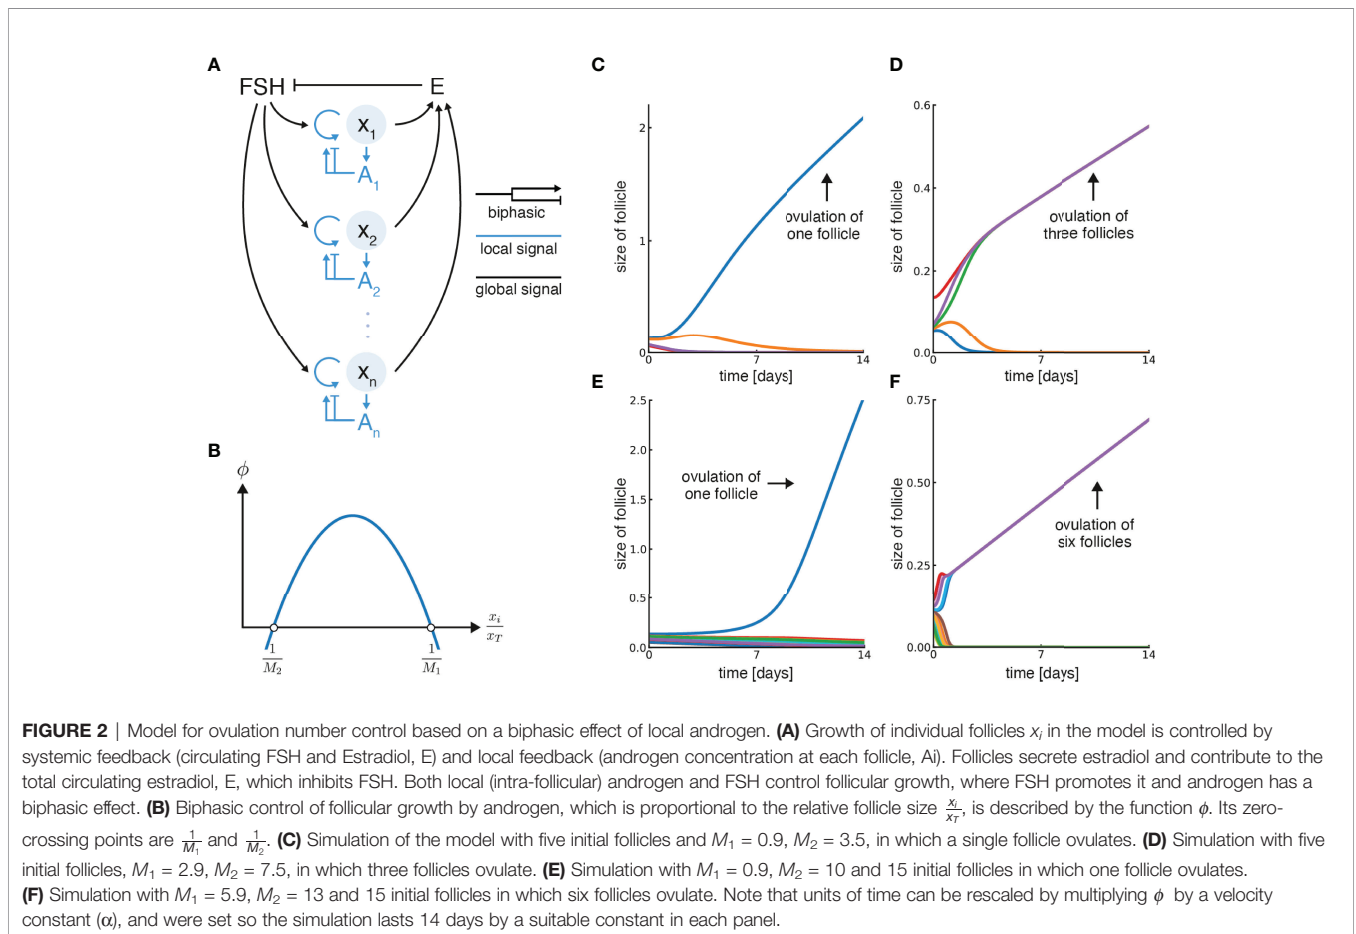 A
FSH
E
x1
A1
x2
A2
xn
An
biphasic
local signal
global signal
B
ϕ
1/M2
1/M1
xi/xT
C
size of follicle
2
1
0
0
7
14
time [days]
ovulation of
one follicle
D
size of follicle
0.6
0.4
0.2
0.0
0
7
14
time [days]
ovulation of
three follicles
E
size of follicle
2.5
2.0
1.5
1.0
0.5
0.0
0
7
14
time [days]
ovulation of
one follicle
F
size of follicle
0.75
0.50
0.25
0.00
0
7
14
time [days]
ovulation of
six follicles
FIGURE 2 | Model for ovulation number control based on a biphasic effect of local androgen. (A) Growth of individual follicles xi in the model is controlled by
systemic feedback (circulating FSH and Estradiol, E) and local feedback (androgen concentration at each follicle, Ai). Follicles secrete estradiol and contribute to the
total circulating estradiol, E, which inhibits FSH. Both local (intra-follicular) androgen and FSH control follicular growth, where FSH promotes it and androgen has a
biphasic effect. (B) Biphasic control of follicular growth by androgen, which is proportional to the relative follicle size xi/xT, is described by the function ϕ. Its zero-
crossing points are 1/M1 and 1/M2. (C) Simulation of the model with five initial follicles and M1 = 0.9, M2 = 3.5, in which a single follicle ovulates. (D) Simulation with five
initial follicles, M1 = 2.9, M2 = 7.5, in which three follicles ovulate. (E) Simulation with M1 = 0.9, M2 = 10 and 15 initial follicles in which one follicle ovulates.
(F) Simulation with M1 = 5.9, M2 = 13 and 15 initial follicles in which six follicles ovulate. Note that units of time can be rescaled by multiplying ϕ by a velocity
constant (α), and were set so the simulation lasts 14 days by a suitable constant in each panel.